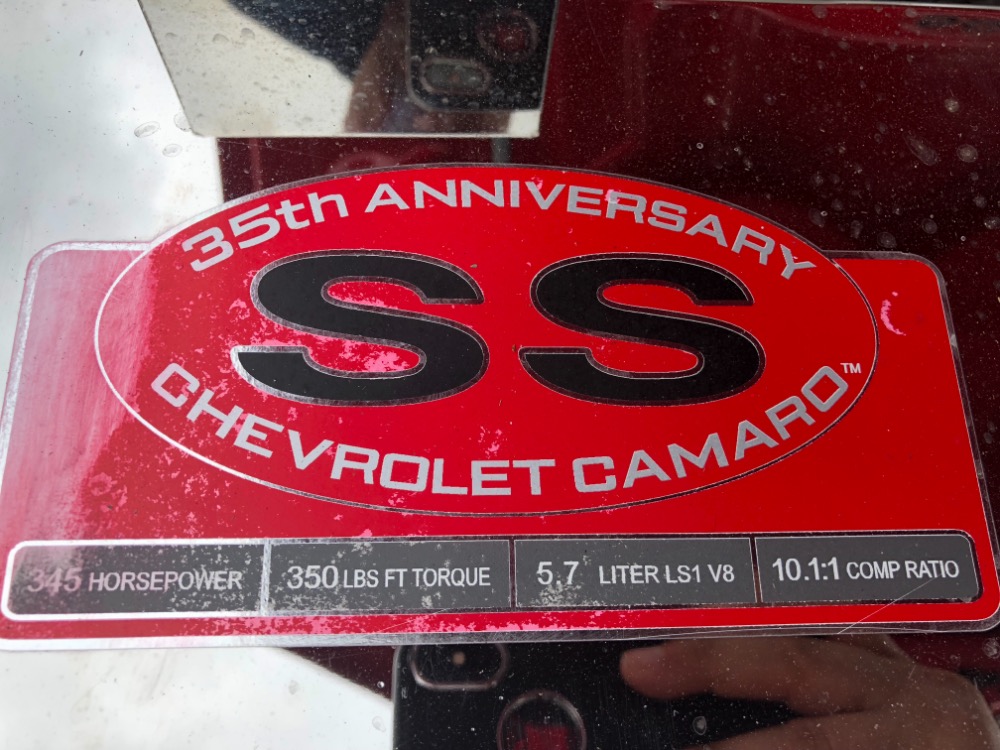 35th ANNIVERSARY
SS
CHEVROLET CAMARO™
345 HORSEPOWER
350 LBS FT TORQUE
5.7 LITER LS1 V8
10.1:1 COMP RATIO